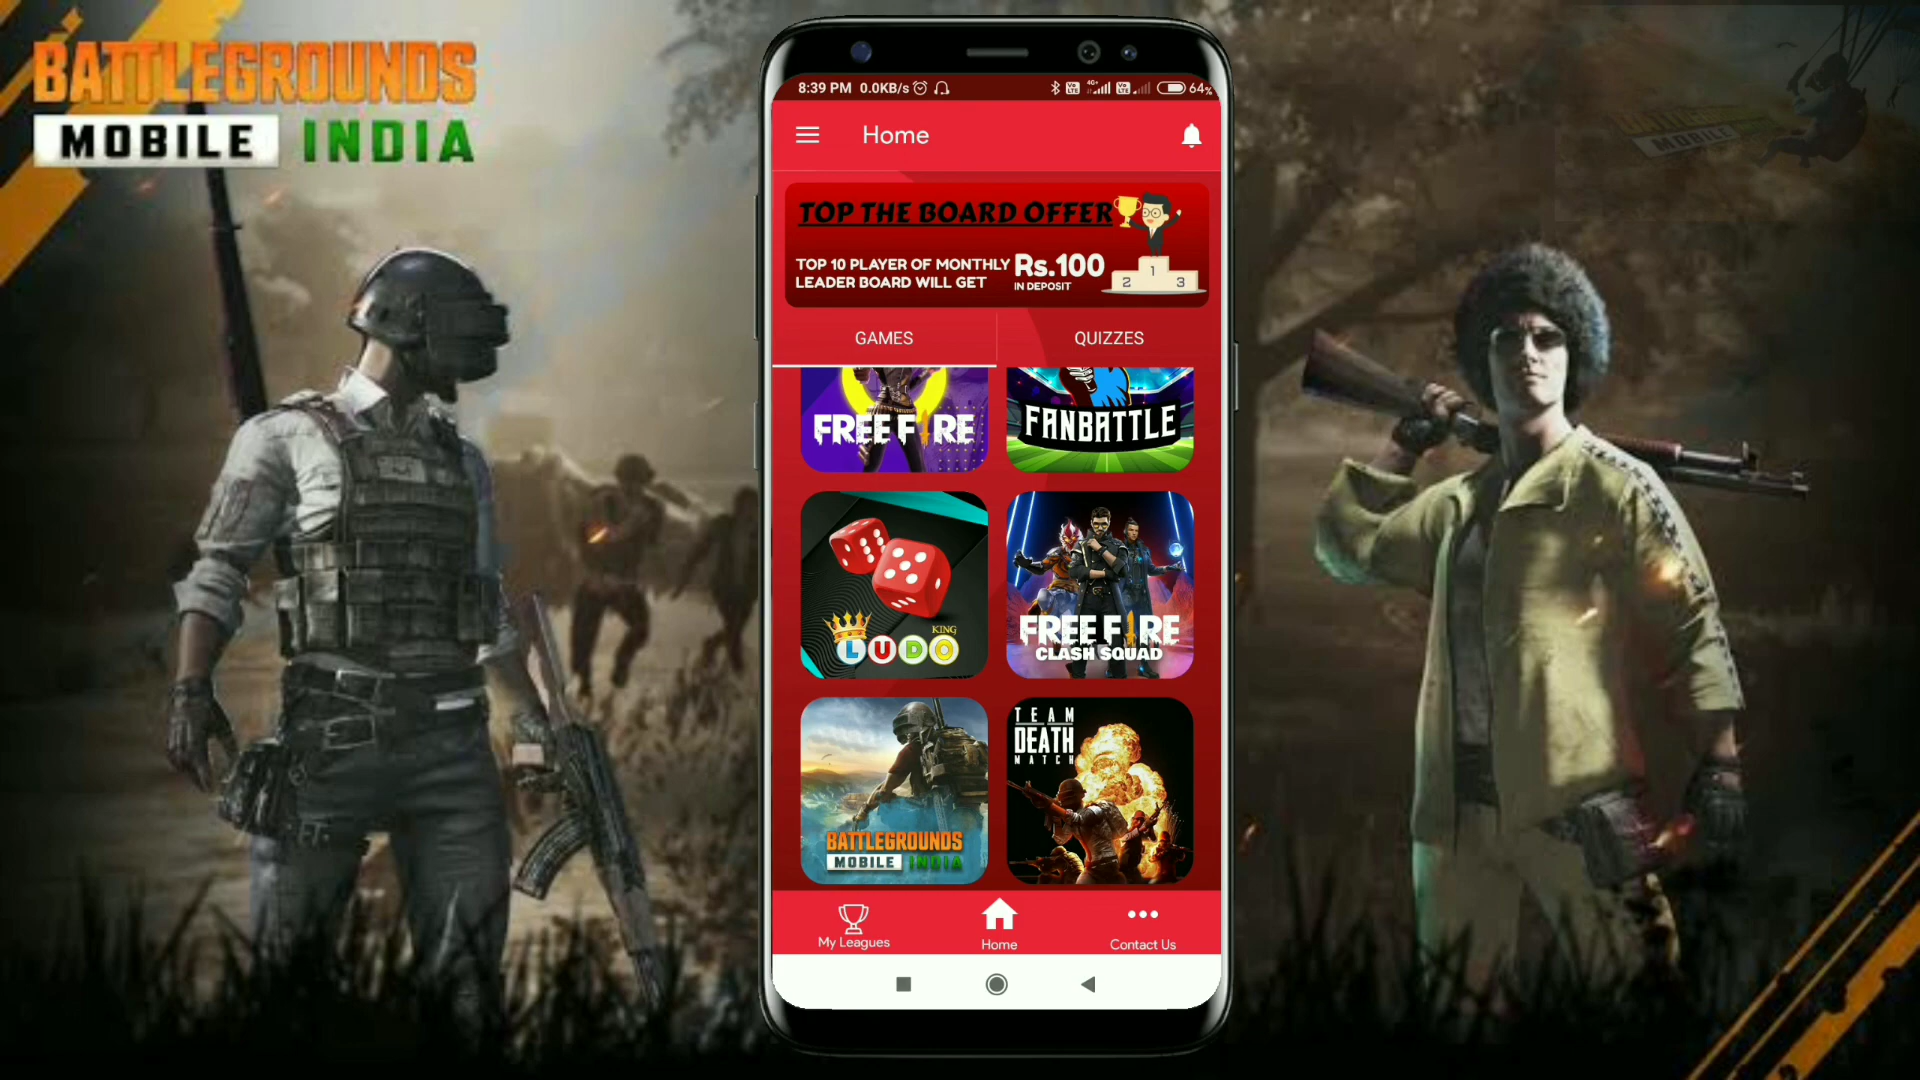 BATTLEGROUNDS
MOBILE INDIA
8:39 PM 0.0KB/s 64%
Home
TOP THE BOARD OFFER
TOP 10 PLAYER OF MONTHLY
LEADER BOARD WILL GET
Rs.100
IN DEPOSIT
2 1 3
GAMES QUIZZES
FREE FIRE
FANBATTLE
KING
LUDO
FREE FIRE
CLASH SQUAD
BATTLEGROUNDS
MOBILE INDIA
TEAM
DEATH
MATCH
My Leagues Home Contact Us
MOBILE